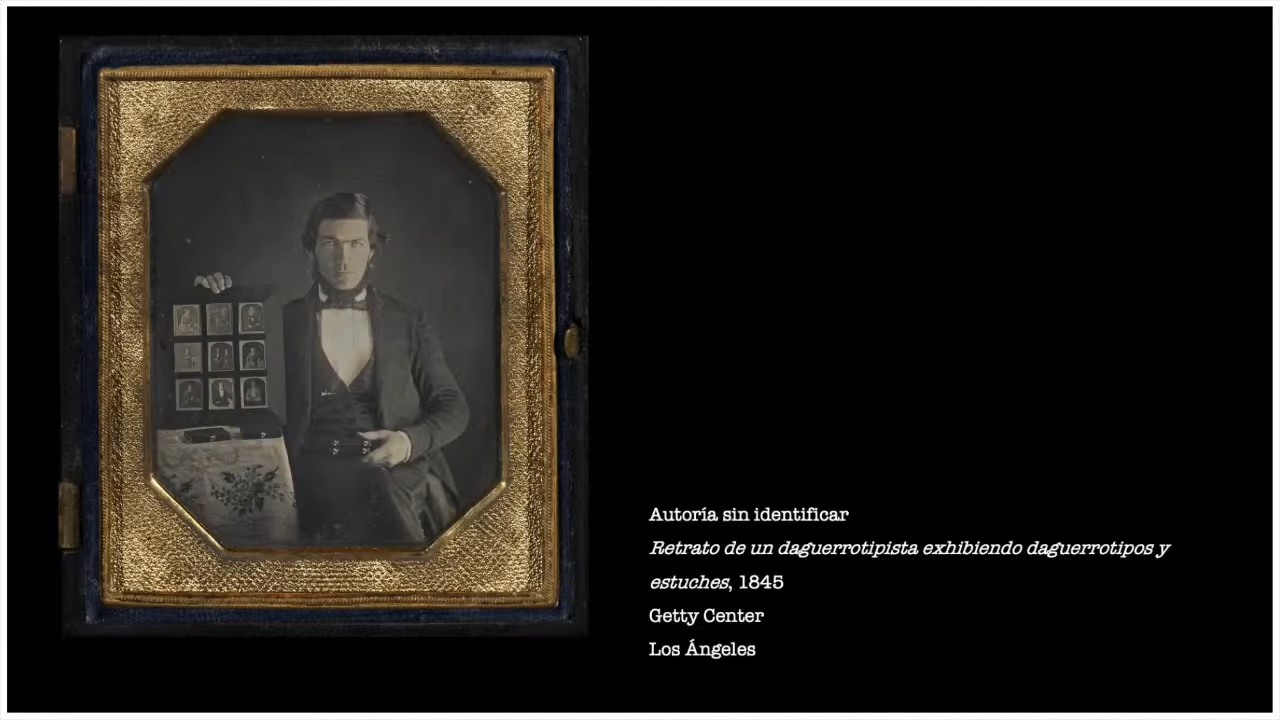 Autoría sin identificar
Retrato de un daguerrotipista exhibiendo daguerrotipos y
estuches, 1845
Getty Center
Los Ángeles